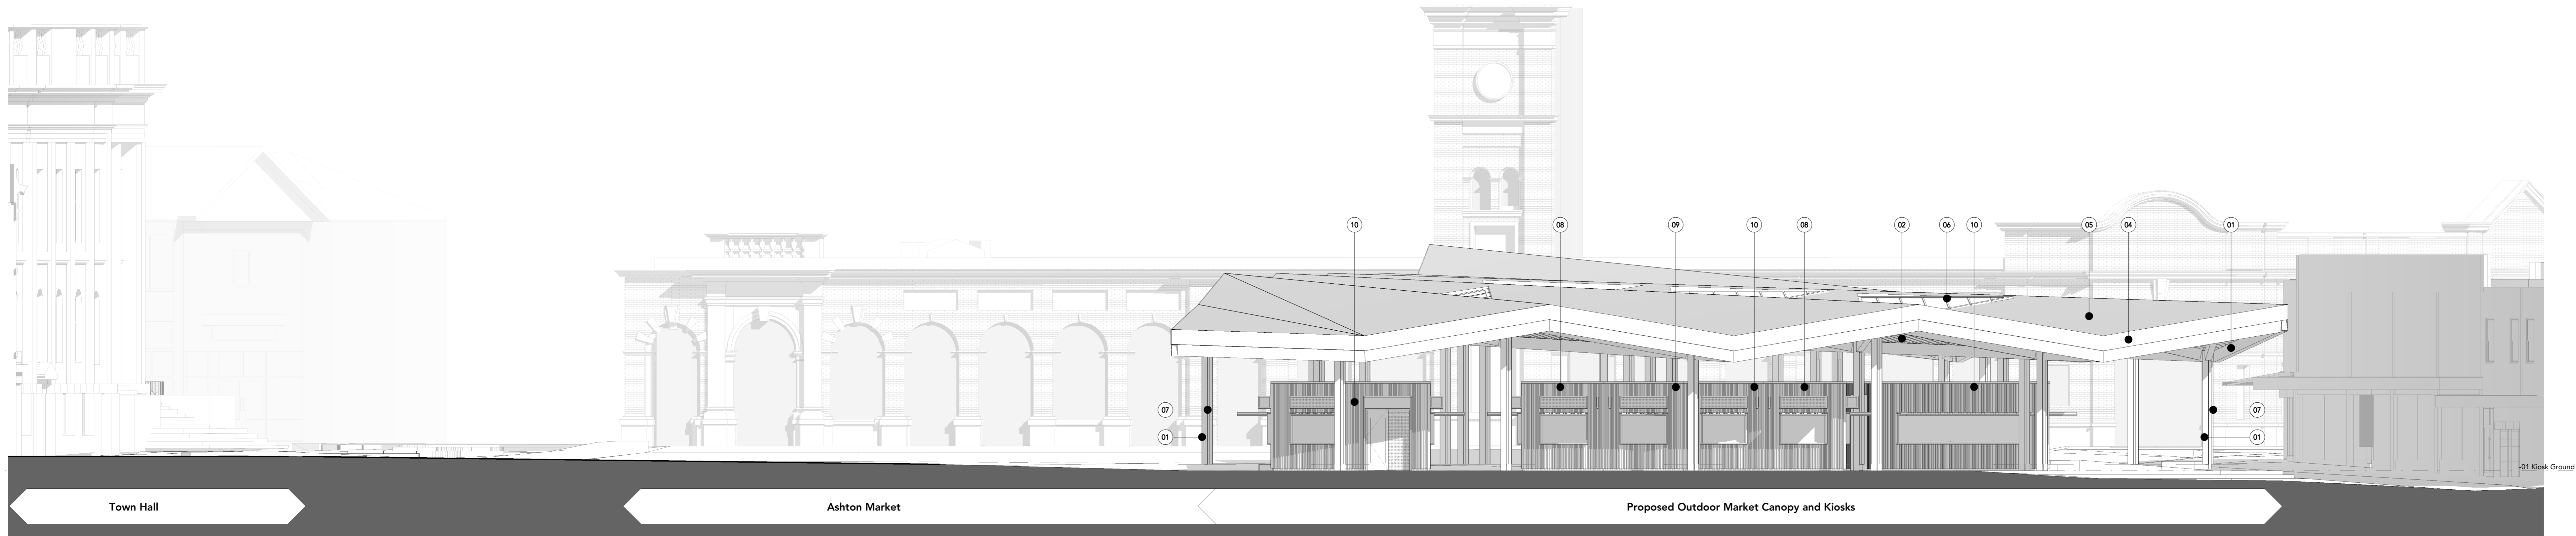 10 08 09 10 08 02 06 10 05 04 01
07 07
01 01
-01 Kiosk Ground
Town Hall Ashton Market Proposed Outdoor Market Canopy and Kiosks